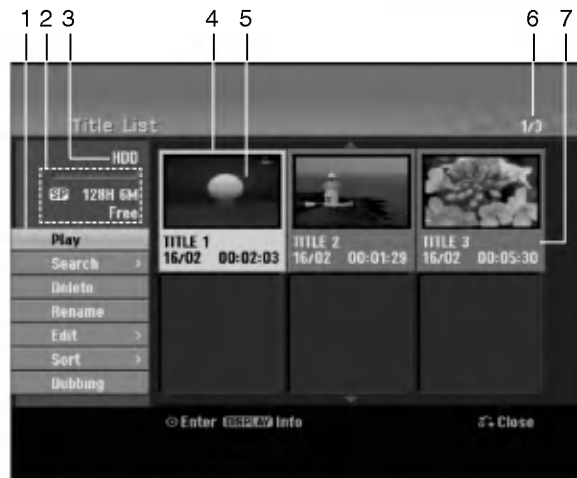 1 2 3 4 5 6 7
Title List
1/3
HDD
SP 128H 6M
Free
Play
Search >
Delete
Rename
Edit >
Sort >
Dubbing
TITLE 1
16/02 00:02:03
TITLE 2
16/02 00:01:29
TITLE 3
16/02 00:05:30
Enter DISPLAY Info
Close